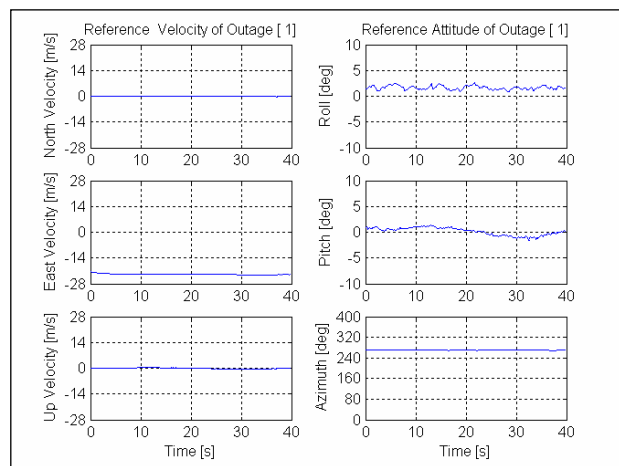 Reference Velocity of Outage [ 1]
28
14
0
-14
-28
North Velocity [m/s]
0 10 20 30 40
Reference Attitude of Outage [ 1]
10
5
0
-5
-10
Roll [deg]
0 10 20 30 40
28
14
0
-14
-28
East Velocity [m/s]
0 10 20 30 40
10
5
0
-5
-10
Pitch [deg]
0 10 20 30 40
28
14
0
-14
-28
Up Velocity [m/s]
0 10 20 30 40
Time [s]
400
320
240
160
80
0
Azimuth [deg]
0 10 20 30 40
Time [s]